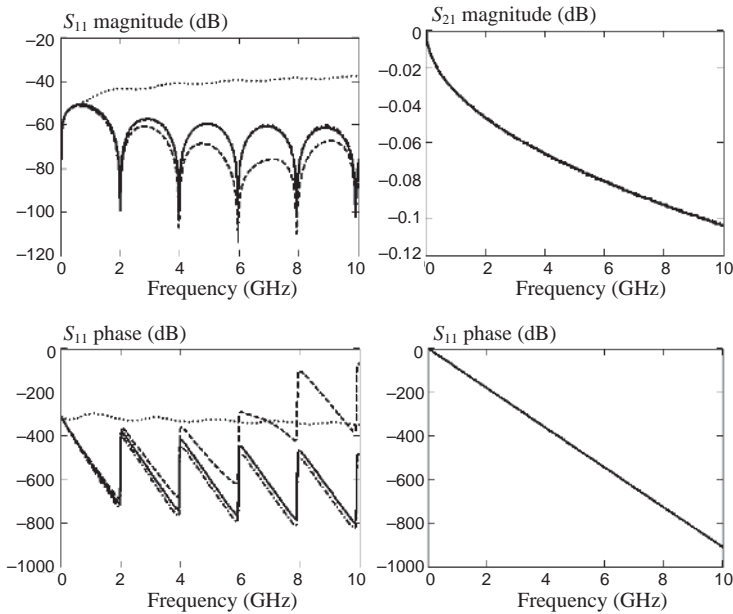 S11 magnitude (dB)
−20
−40
−60
−80
−100
−120
0 2 4 6 8 10
Frequency (GHz)
S21 magnitude (dB)
0
−0.02
−0.04
−0.06
−0.08
−0.1
−0.12
0 2 4 6 8 10
Frequency (GHz)
S11 phase (dB)
0
−200
−400
−600
−800
−1000
0 2 4 6 8 10
Frequency (GHz)
S11 phase (dB)
0
−200
−400
−600
−800
−1000
0 2 4 6 8 10
Frequency (GHz)